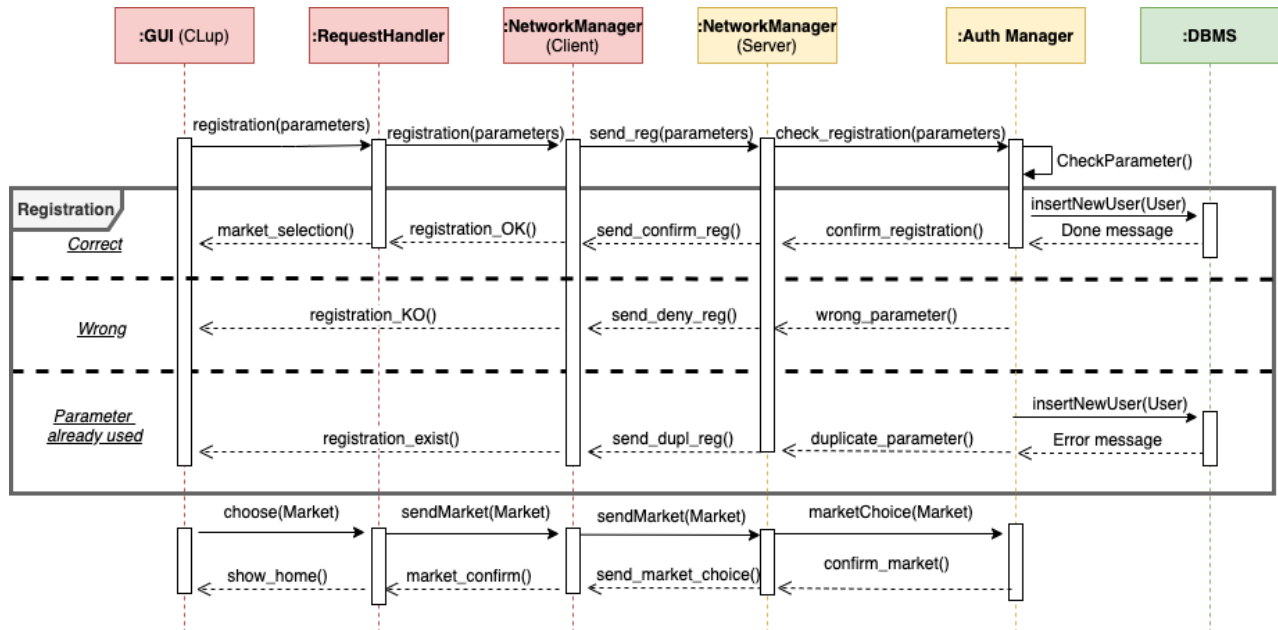 :GUI (CLup)
:RequestHandler
:NetworkManager
(Client)
:NetworkManager
(Server)
:Auth Manager
:DBMS
registration(parameters)
registration(parameters)
send_reg(parameters)
check_registration(parameters)
CheckParameter()
Registration
Correct
market_selection()
registration_OK()
send_confirm_reg()
confirm_registration()
insertNewUser(User)
Done message
Wrong
registration_KO()
send_deny_reg()
wrong_parameter()
Parameter
already used
registration_exist()
send_dupl_reg()
duplicate_parameter()
insertNewUser(User)
Error message
choose(Market)
sendMarket(Market)
sendMarket(Market)
marketChoice(Market)
show_home()
market_confirm()
send_market_choice()
confirm_market()